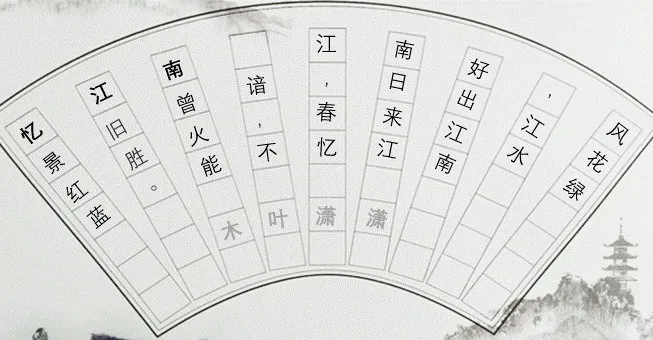 忆江南 江南好,风
景旧曾谙,日出江花
红胜火,春来江水绿
蓝。能不忆江南
木叶潇潇